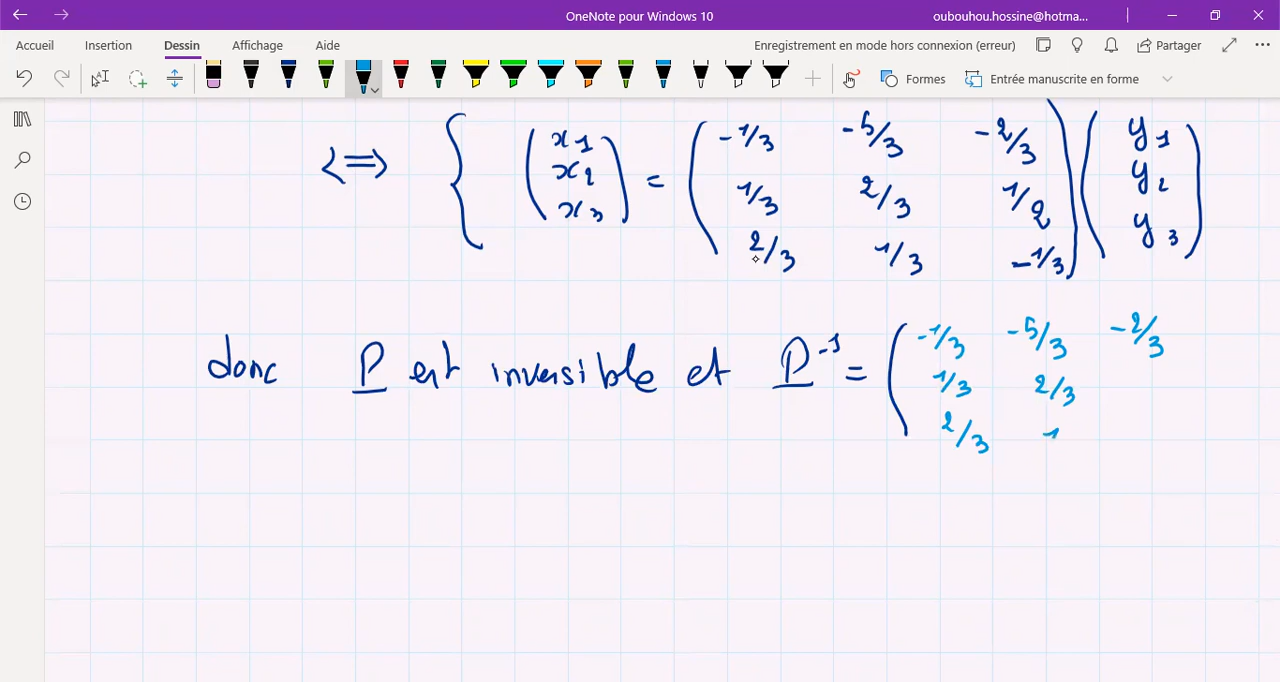 OneNote pour Windows 10
oubouhou.hossine@hotma...
Accueil Insertion Dessin Affichage Aide
Enregistrement en mode hors connexion (erreur) Partager
Formes Entrée manuscrite en forme
<=> { (x1 x2 x3) = (-1/3 -5/3 -2/3
1/3 2/3 1/2
2/3 1/3 -1/3) (y1 y2 y3)
donc P est inversible et P⁻¹ = ( -1/3 -5/3 -2/3
1/3 2/3
2/3 1